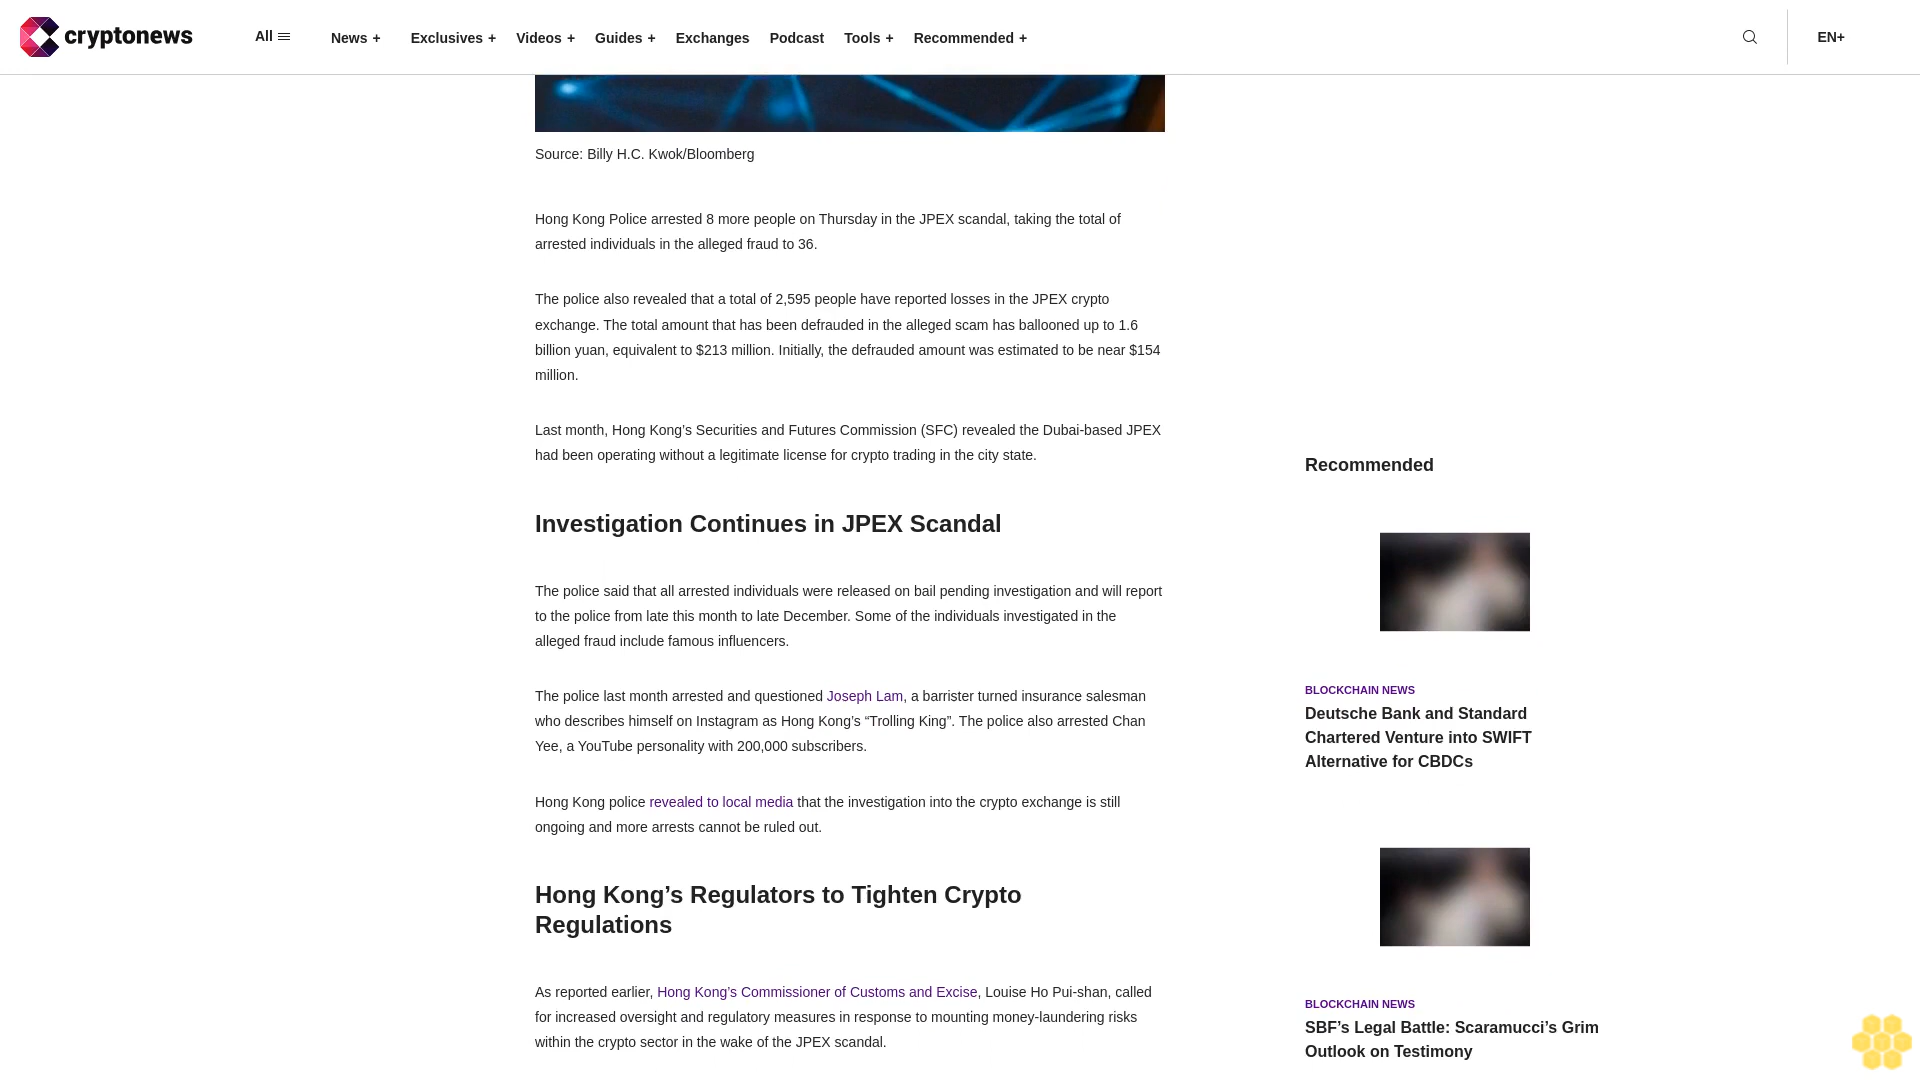 cryptonews
All
News +
Exclusives +
Videos +
Guides +
Exchanges
Podcast
Tools +
Recommended +
EN+
Source: Billy H.C. Kwok/Bloomberg
Hong Kong Police arrested 8 more people on Thursday in the JPEX scandal, taking the total of
arrested individuals in the alleged fraud to 36.
The police also revealed that a total of 2,595 people have reported losses in the JPEX crypto
exchange. The total amount that has been defrauded in the alleged scam has ballooned up to 1.6
billion yuan, equivalent to $213 million. Initially, the defrauded amount was estimated to be near $154
million.
Last month, Hong Kong’s Securities and Futures Commission (SFC) revealed the Dubai-based JPEX
had been operating without a legitimate license for crypto trading in the city state.
Investigation Continues in JPEX Scandal
The police said that all arrested individuals were released on bail pending investigation and will report
to the police from late this month to late December. Some of the individuals investigated in the
alleged fraud include famous influencers.
The police last month arrested and questioned Joseph Lam, a barrister turned insurance salesman
who describes himself on Instagram as Hong Kong’s “Trolling King”. The police also arrested Chan
Yee, a YouTube personality with 200,000 subscribers.
Hong Kong police revealed to local media that the investigation into the crypto exchange is still
ongoing and more arrests cannot be ruled out.
Hong Kong’s Regulators to Tighten Crypto
Regulations
As reported earlier, Hong Kong’s Commissioner of Customs and Excise, Louise Ho Pui-shan, called
for increased oversight and regulatory measures in response to mounting money-laundering risks
within the crypto sector in the wake of the JPEX scandal.
Recommended
BLOCKCHAIN NEWS
Deutsche Bank and Standard
Chartered Venture into SWIFT
Alternative for CBDCs
BLOCKCHAIN NEWS
SBF’s Legal Battle: Scaramucci’s Grim
Outlook on Testimony